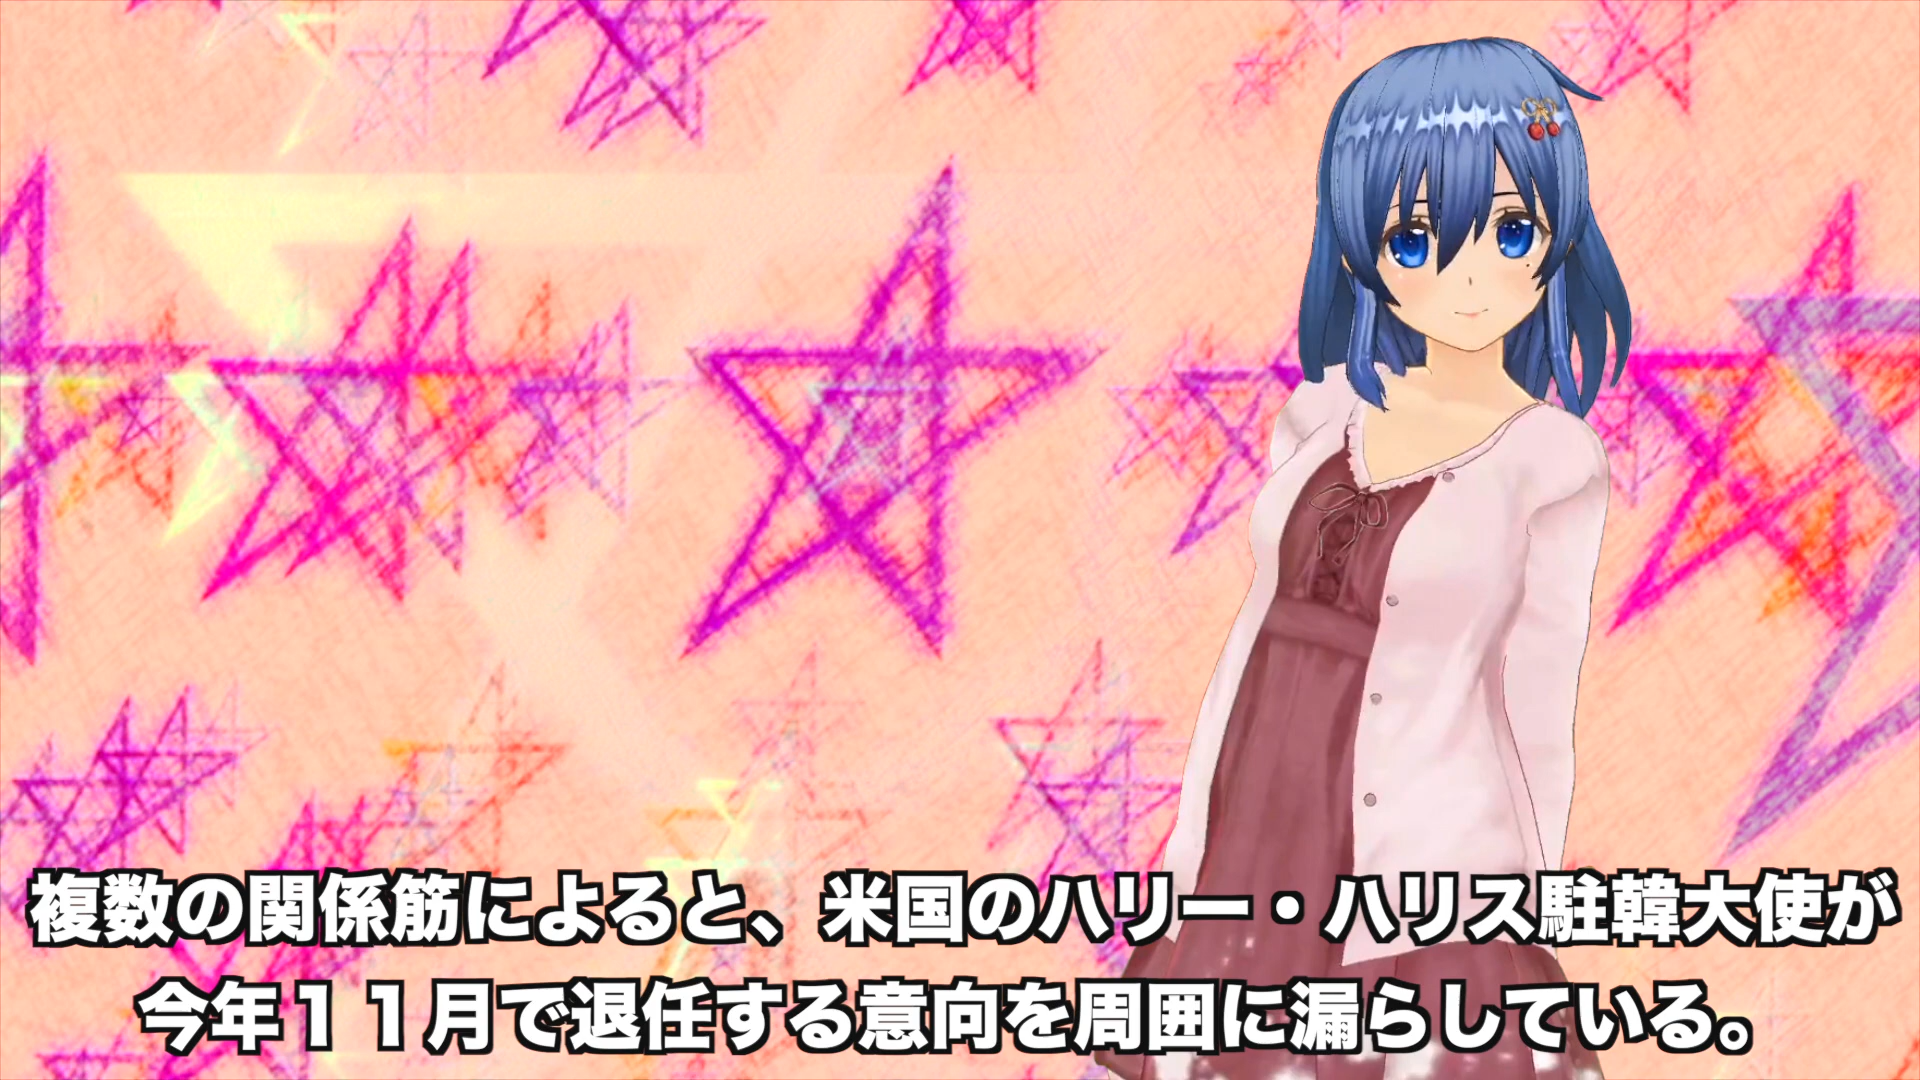 複数の関係筋によると、米国のハリー・ハリス駐韓大使が
今年１１月で退任する意向を周囲に漏らしている。